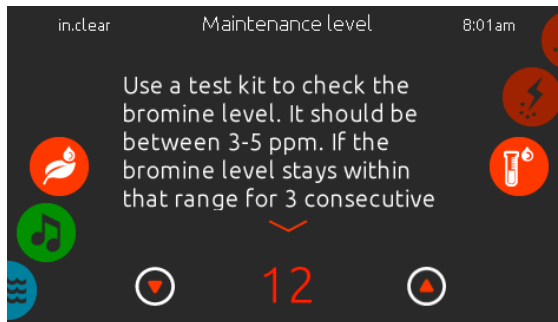 in.clear Maintenance level 8:01am
Use a test kit to check the
bromine level. It should be
between 3-5 ppm. If the
bromine level stays within
that range for 3 consecutive
12